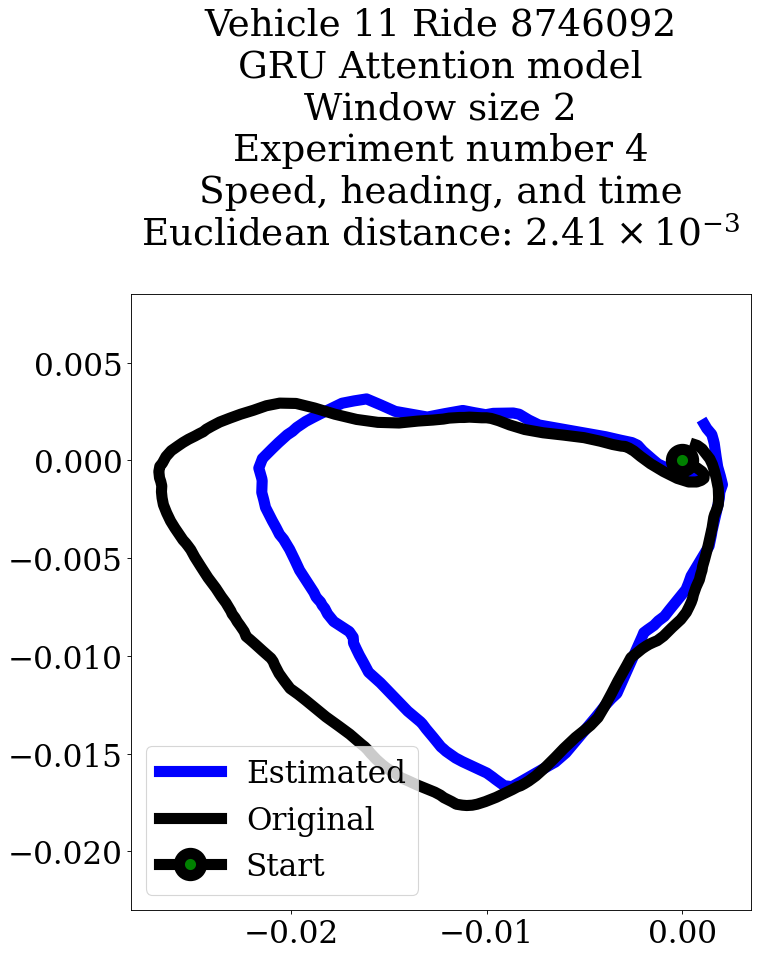 Vehicle 11 Ride 8746092
GRU Attention model
Window size 2
Experiment number 4
Speed, heading, and time
Euclidean distance: 2.41 × 10⁻³
0.005
0.000
−0.005
−0.010
−0.015
−0.020
Estimated
Original
Start
−0.02 −0.01 0.00